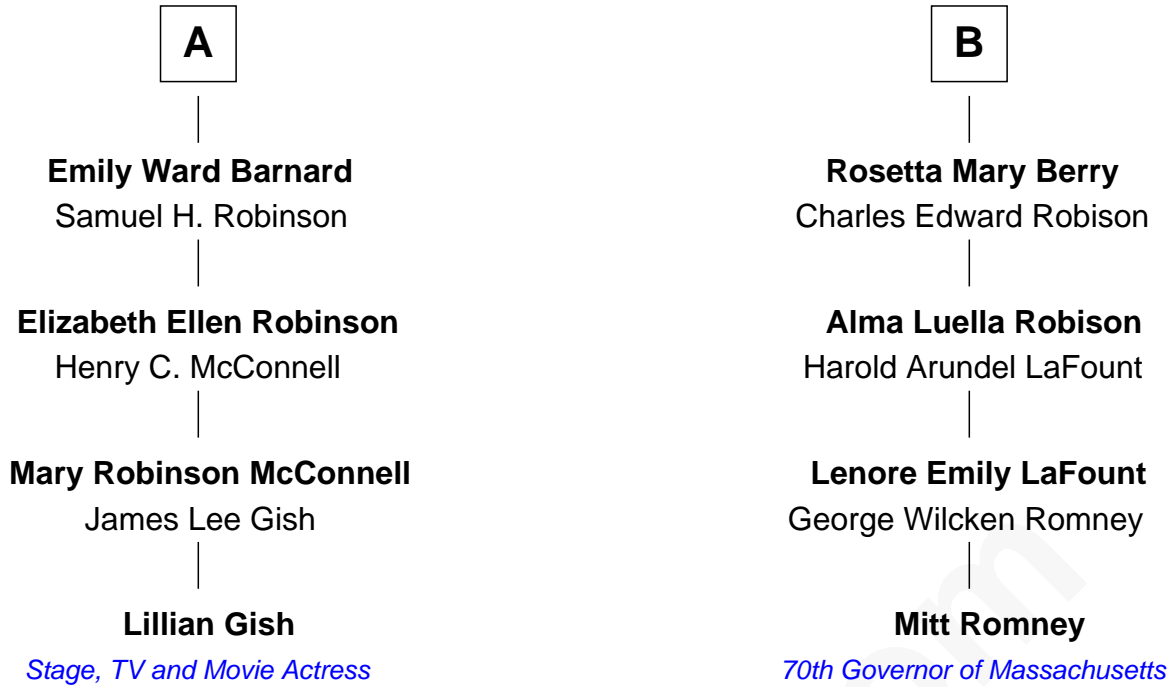 A
Emily Ward Barnard
Samuel H. Robinson
Elizabeth Ellen Robinson
Henry C. McConnell
Mary Robinson McConnell
James Lee Gish
Lillian Gish
Stage, TV and Movie Actress
B
Rosetta Mary Berry
Charles Edward Robison
Alma Luella Robison
Harold Arundel LaFount
Lenore Emily LaFount
George Wilcken Romney
Mitt Romney
70th Governor of Massachusetts